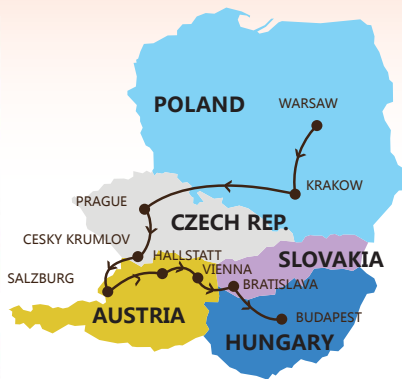 WARSAW
POLAND
KRAKOW
PRAGUE
CZECH REP.
CESKY KRUMLOV
HALLSTATT
SLOVAKIA
VIENNA
SALZBURG
BRATISLAVA
AUSTRIA
BUDAPEST
HUNGARY